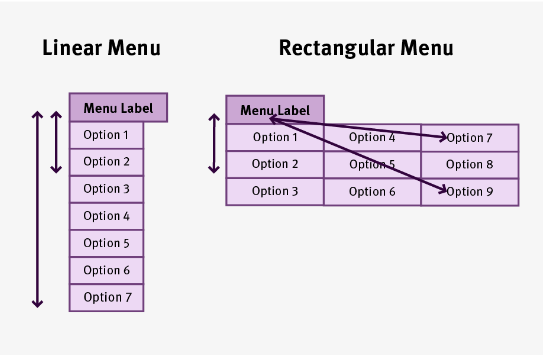 Linear Menu
Rectangular Menu
Menu Label
Option 1
Option 2
Option 3
Option 4
Option 5
Option 6
Option 7
Menu Label
Option 1 Option 4 Option 7
Option 2 Option 5 Option 8
Option 3 Option 6 Option 9